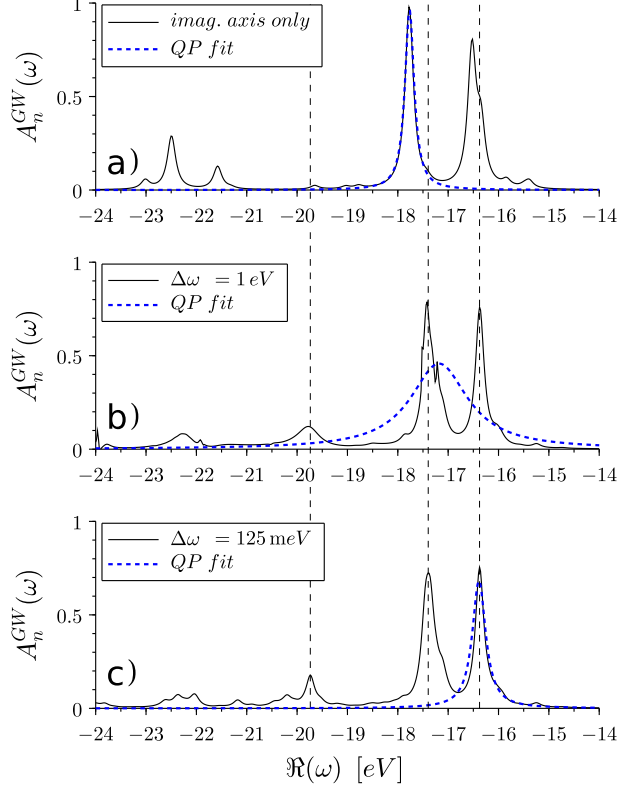 1
imag. axis only
QP fit
0.5
A_n^{GW}(ω)
a)
0
−24 −23 −22 −21 −20 −19 −18 −17 −16 −15 −14
1
Δω = 1 eV
QP fit
0.5
A_n^{GW}(ω)
b)
0
−24 −23 −22 −21 −20 −19 −18 −17 −16 −15 −14
1
Δω = 125 meV
QP fit
0.5
A_n^{GW}(ω)
c)
0
−24 −23 −22 −21 −20 −19 −18 −17 −16 −15 −14
ℜ(ω) [eV]